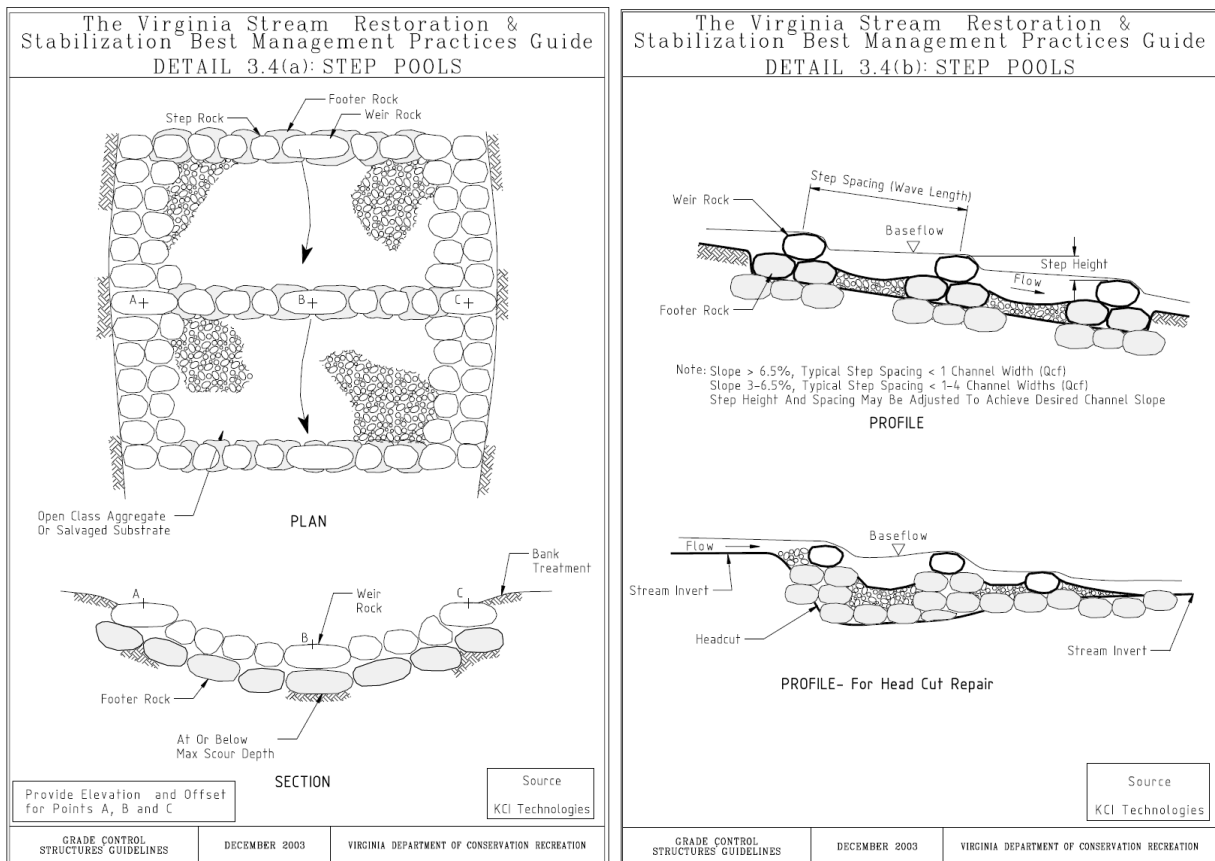 The Virginia Stream Restoration &
Stabilization Best Management Practices Guide
DETAIL 3.4(a): STEP POOLS
Footer Rock
Step Rock
Weir Rock
A
B
C
Open Class Aggregate
Or Salvaged Substrate
PLAN
Bank
Treatment
A
C
Weir
Rock
B
Footer Rock
At Or Below
Max Scour Depth
SECTION
Provide Elevation and Offset
for Points A, B and C
Source
KCI Technologies
GRADE CONTROL
STRUCTURES GUIDELINES
DECEMBER 2003
VIRGINIA DEPARTMENT OF CONSERVATION RECREATION
The Virginia Stream Restoration &
Stabilization Best Management Practices Guide
DETAIL 3.4(b): STEP POOLS
Step Spacing (Wave Length)
Weir Rock
Baseflow
Step Height
Flow
Footer Rock
Note: Slope > 6.5%, Typical Step Spacing < 1 Channel Width (Qcf)
Slope 3-6.5%, Typical Step Spacing < 1-4 Channel Widths (Qcf)
Step Height And Spacing May Be Adjusted To Achieve Desired Channel Slope
PROFILE
Baseflow
Flow
Stream Invert
Headcut
Stream Invert
PROFILE- For Head Cut Repair
Source
KCI Technologies
GRADE CONTROL
STRUCTURES GUIDELINES
DECEMBER 2003
VIRGINIA DEPARTMENT OF CONSERVATION RECREATION